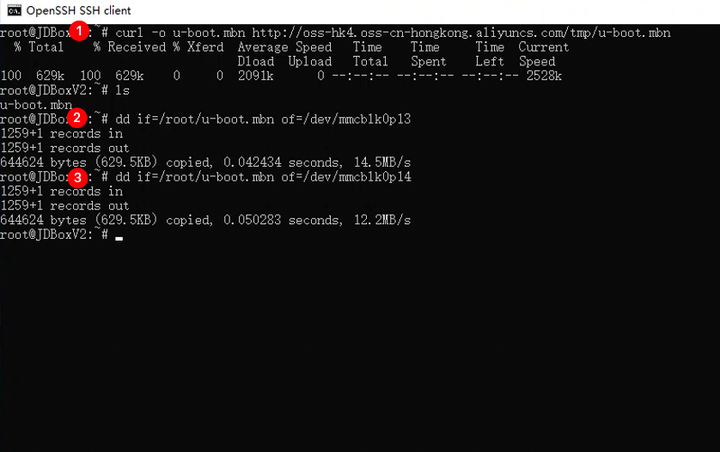 OpenSSH SSH client
root@JDBoxV2:~# curl -o u-boot.mbn http://oss-hk4.oss-cn-hongkong.aliyuncs.com/tmp/u-boot.mbn
1
% Total % Received % Xferd Average Speed Time Time Time Current
Dload Upload Total Spent Left Speed
100 629k 100 629k 0 0 2091k 0 --:--:-- --:--:-- --:--:-- 2528k
root@JDBoxV2:~# ls
u-boot.mbn
root@JDBoxV2:~# dd if=/root/u-boot.mbn of=/dev/mmcblk0p13
2
1259+1 records in
1259+1 records out
644624 bytes (629.5KB) copied, 0.042434 seconds, 14.5MB/s
root@JDBoxV2:~# dd if=/root/u-boot.mbn of=/dev/mmcblk0p14
3
1259+1 records in
1259+1 records out
644624 bytes (629.5KB) copied, 0.050283 seconds, 12.2MB/s
root@JDBoxV2:~#